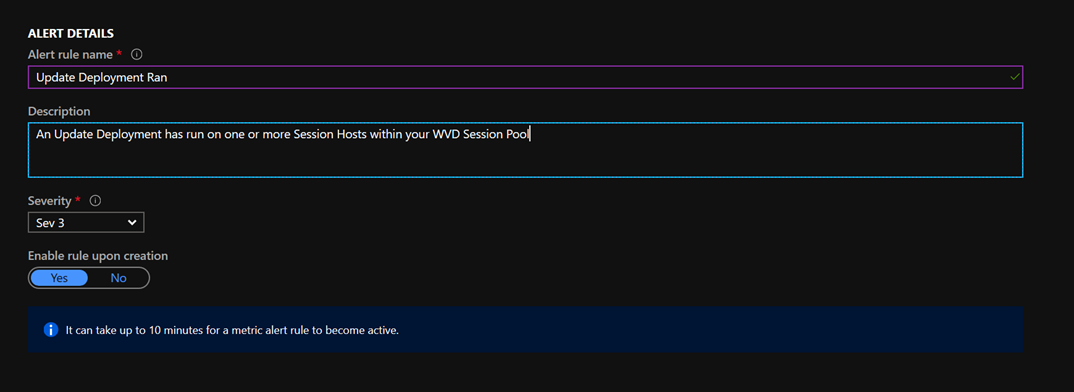 ALERT DETAILS
Alert rule name *
Update Deployment Ran
Description
An Update Deployment has run on one or more Session Hosts within your WVD Session Pool
Severity *
Sev 3
Enable rule upon creation
Yes No
It can take up to 10 minutes for a metric alert rule to become active.